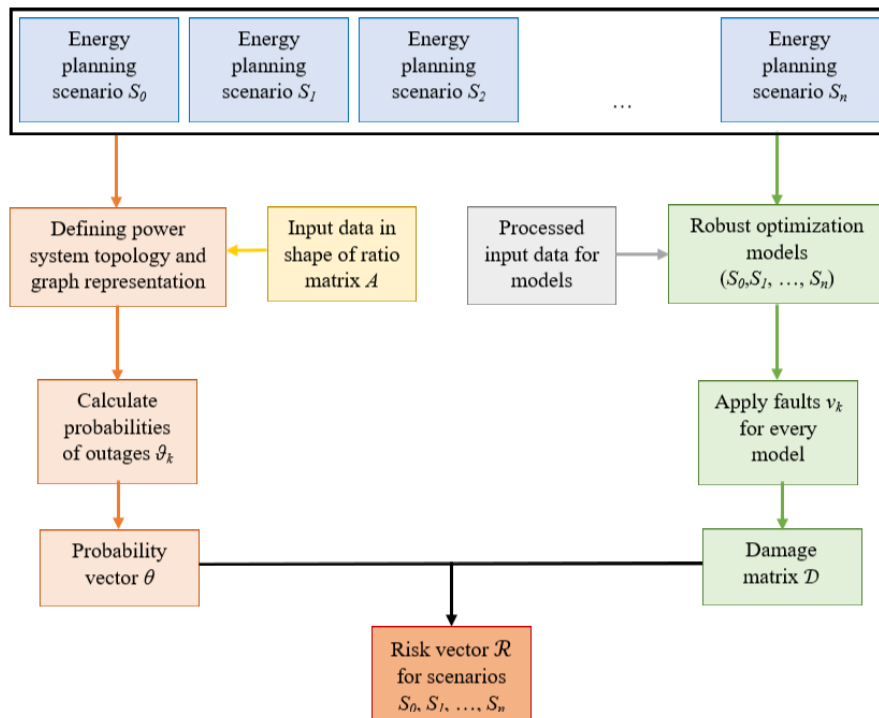 Energy
planning
scenario S₀
Energy
planning
scenario S₁
Energy
planning
scenario S₂
…
Energy
planning
scenario Sₙ
Defining power
system topology and
graph representation
Input data in
shape of ratio
matrix A
Processed
input data for
models
Robust optimization
models
(S₀,S₁, …, Sₙ)
Calculate
probabilities
of outages ϑₖ
Apply faults vₖ
for every
model
Probability
vector θ
Damage
matrix 𝒟
Risk vector ℛ
for scenarios
S₀, S₁, …, Sₙ